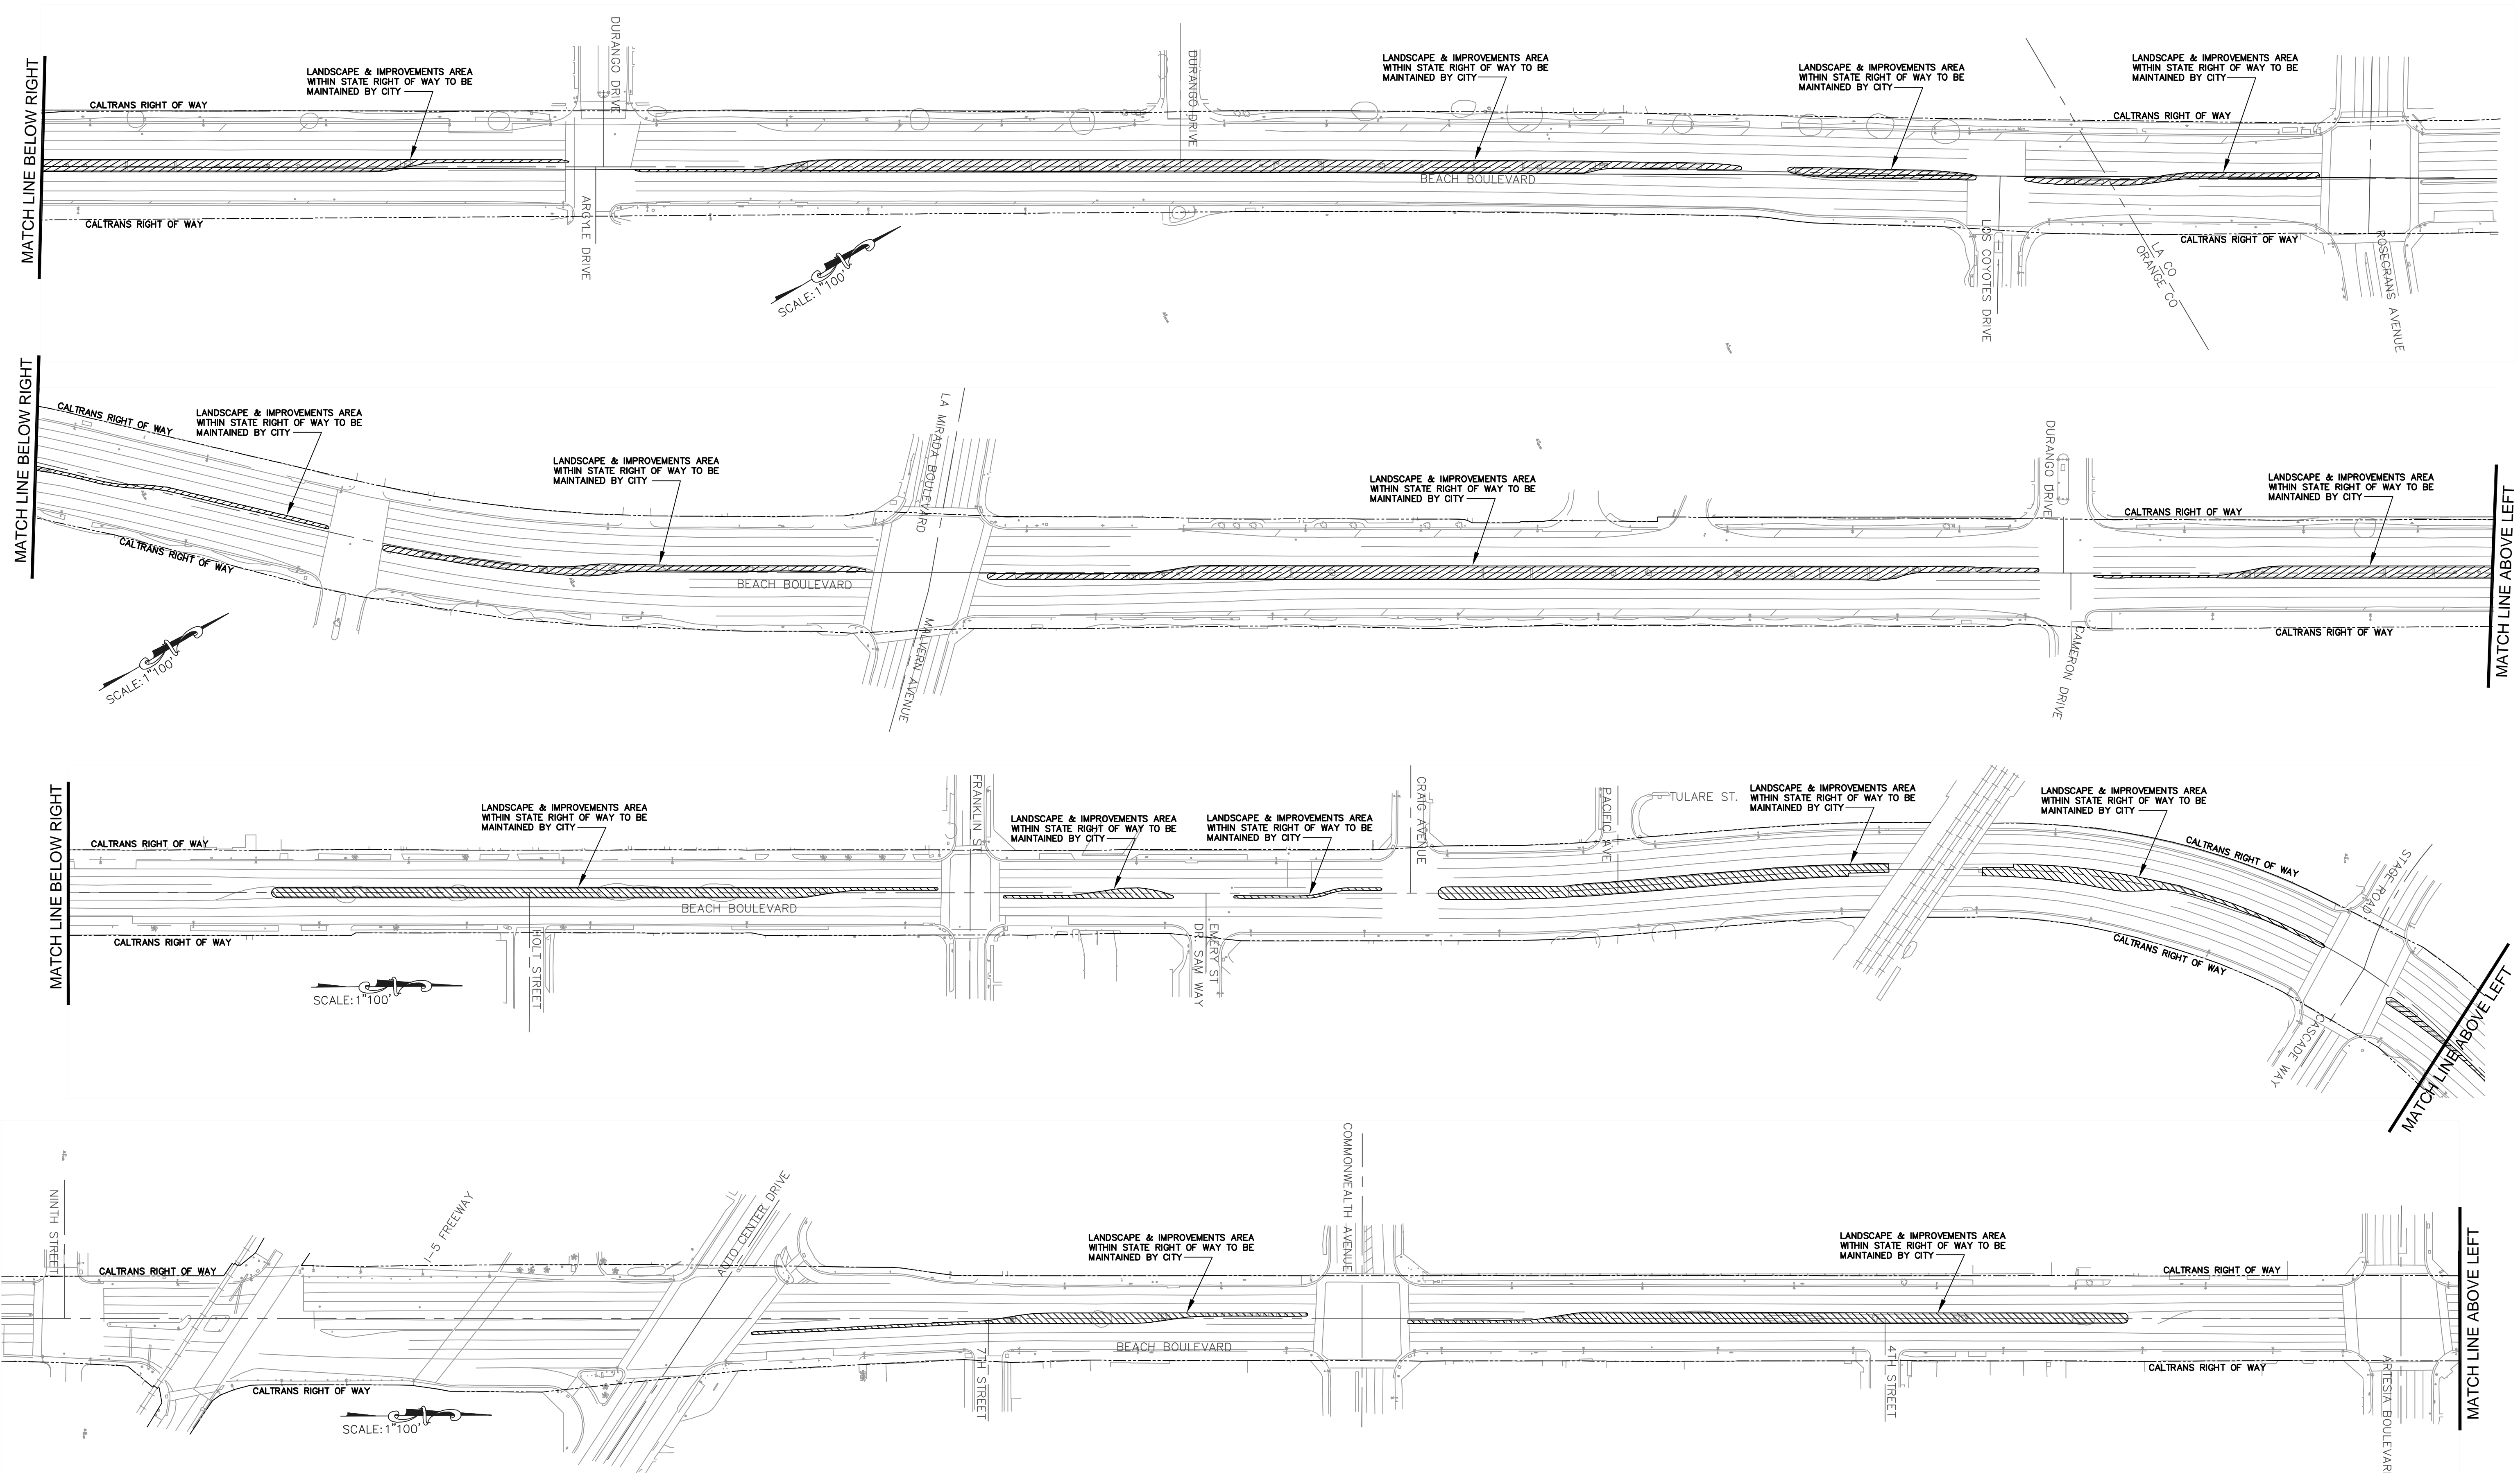 MATCH LINE BELOW RIGHT
CALTRANS RIGHT OF WAY
LANDSCAPE & IMPROVEMENTS AREA
WITHIN STATE RIGHT OF WAY TO BE
MAINTAINED BY CITY
DURANGO DRIVE
DURANGO DRIVE
LANDSCAPE & IMPROVEMENTS AREA
WITHIN STATE RIGHT OF WAY TO BE
MAINTAINED BY CITY
LANDSCAPE & IMPROVEMENTS AREA
WITHIN STATE RIGHT OF WAY TO BE
MAINTAINED BY CITY
LANDSCAPE & IMPROVEMENTS AREA
WITHIN STATE RIGHT OF WAY TO BE
MAINTAINED BY CITY
CALTRANS RIGHT OF WAY
BEACH BOULEVARD
CALTRANS RIGHT OF WAY
ARGYLE DRIVE
SCALE:1"100'
LOS COYOTES DRIVE
LA CO
ORANGE CO
CALTRANS RIGHT OF WAY
ROSEGRANS AVENUE
MATCH LINE BELOW RIGHT
CALTRANS RIGHT OF WAY
LANDSCAPE & IMPROVEMENTS AREA
WITHIN STATE RIGHT OF WAY TO BE
MAINTAINED BY CITY
LANDSCAPE & IMPROVEMENTS AREA
WITHIN STATE RIGHT OF WAY TO BE
MAINTAINED BY CITY
LA MIRADA BOULEVARD
LANDSCAPE & IMPROVEMENTS AREA
WITHIN STATE RIGHT OF WAY TO BE
MAINTAINED BY CITY
DURANGO DRIVE
LANDSCAPE & IMPROVEMENTS AREA
WITHIN STATE RIGHT OF WAY TO BE
MAINTAINED BY CITY
CALTRANS RIGHT OF WAY
MATCH LINE ABOVE LEFT
CALTRANS RIGHT OF WAY
BEACH BOULEVARD
SCALE:1"100'
MALVERN AVENUE
CAMERON DRIVE
CALTRANS RIGHT OF WAY
MATCH LINE BELOW RIGHT
CALTRANS RIGHT OF WAY
LANDSCAPE & IMPROVEMENTS AREA
WITHIN STATE RIGHT OF WAY TO BE
MAINTAINED BY CITY
FRANKLIN ST
LANDSCAPE & IMPROVEMENTS AREA
WITHIN STATE RIGHT OF WAY TO BE
MAINTAINED BY CITY
LANDSCAPE & IMPROVEMENTS AREA
WITHIN STATE RIGHT OF WAY TO BE
MAINTAINED BY CITY
CRAIG AVENUE
PACIFIC AVE
TULARE ST.
LANDSCAPE & IMPROVEMENTS AREA
WITHIN STATE RIGHT OF WAY TO BE
MAINTAINED BY CITY
LANDSCAPE & IMPROVEMENTS AREA
WITHIN STATE RIGHT OF WAY TO BE
MAINTAINED BY CITY
CALTRANS RIGHT OF WAY
STAGE ROAD
BEACH BOULEVARD
CALTRANS RIGHT OF WAY
HOLT STREET
SCALE:1"100'
DR. SAM WAY
EMERY ST
CALTRANS RIGHT OF WAY
CASCADE WAY
MATCH LINE ABOVE LEFT
NINTH STREET
CALTRANS RIGHT OF WAY
I-5 FREEWAY
AUTO CENTER DRIVE
LANDSCAPE & IMPROVEMENTS AREA
WITHIN STATE RIGHT OF WAY TO BE
MAINTAINED BY CITY
COMMONWEALTH AVENUE
LANDSCAPE & IMPROVEMENTS AREA
WITHIN STATE RIGHT OF WAY TO BE
MAINTAINED BY CITY
CALTRANS RIGHT OF WAY
MATCH LINE ABOVE LEFT
BEACH BOULEVARD
CALTRANS RIGHT OF WAY
SCALE:1"100'
7TH STREET
4TH STREET
CALTRANS RIGHT OF WAY
ARTESIA BOULEVAR